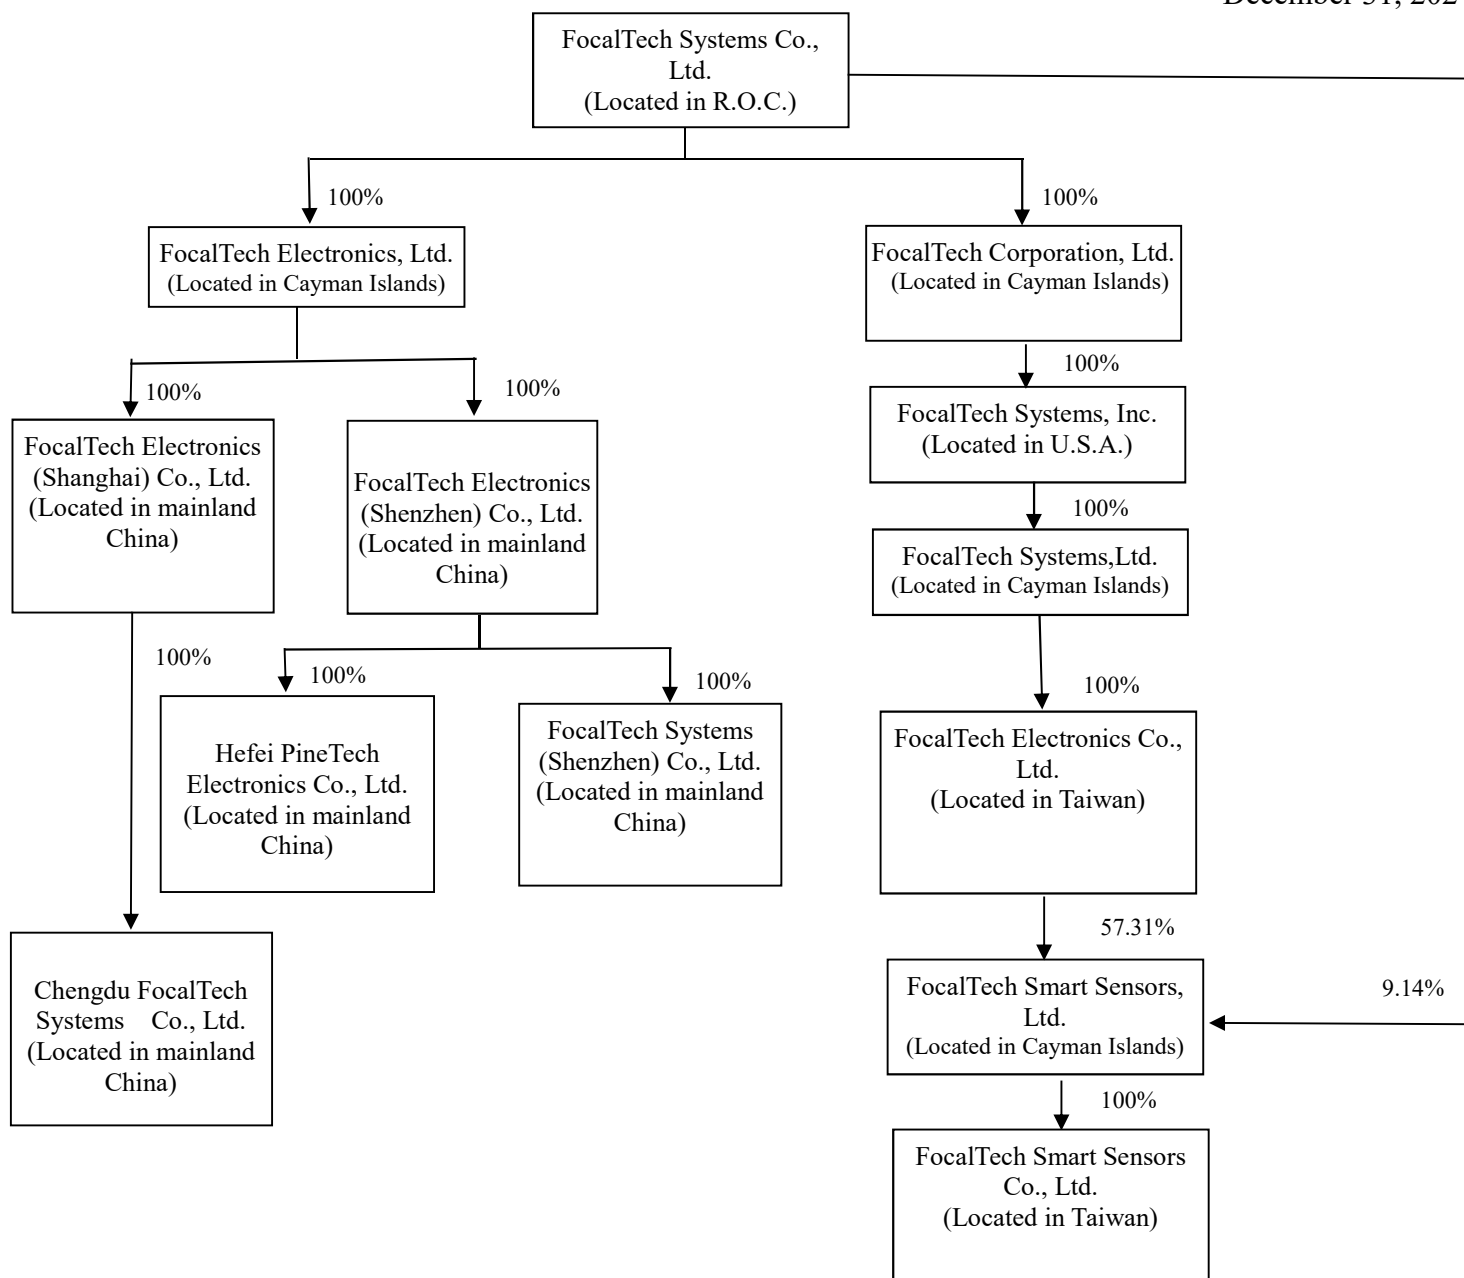 December 31, 202
FocalTech Systems Co.,
Ltd.
(Located in R.O.C.)
100%
100%
FocalTech Electronics, Ltd.
(Located in Cayman Islands)
FocalTech Corporation, Ltd.
(Located in Cayman Islands)
100%
100%
100%
FocalTech Electronics
(Shanghai) Co., Ltd.
(Located in mainland
China)
FocalTech Electronics
(Shenzhen) Co., Ltd.
(Located in mainland
China)
FocalTech Systems, Inc.
(Located in U.S.A.)
100%
FocalTech Systems,Ltd.
(Located in Cayman Islands)
100%
100%
100%
100%
Hefei PineTech
Electronics Co., Ltd.
(Located in mainland
China)
FocalTech Systems
(Shenzhen) Co., Ltd.
(Located in mainland
China)
FocalTech Electronics Co.,
Ltd.
(Located in Taiwan)
57.31%
Chengdu FocalTech
Systems Co., Ltd.
(Located in mainland
China)
FocalTech Smart Sensors,
Ltd.
(Located in Cayman Islands)
9.14%
100%
FocalTech Smart Sensors
Co., Ltd.
(Located in Taiwan)